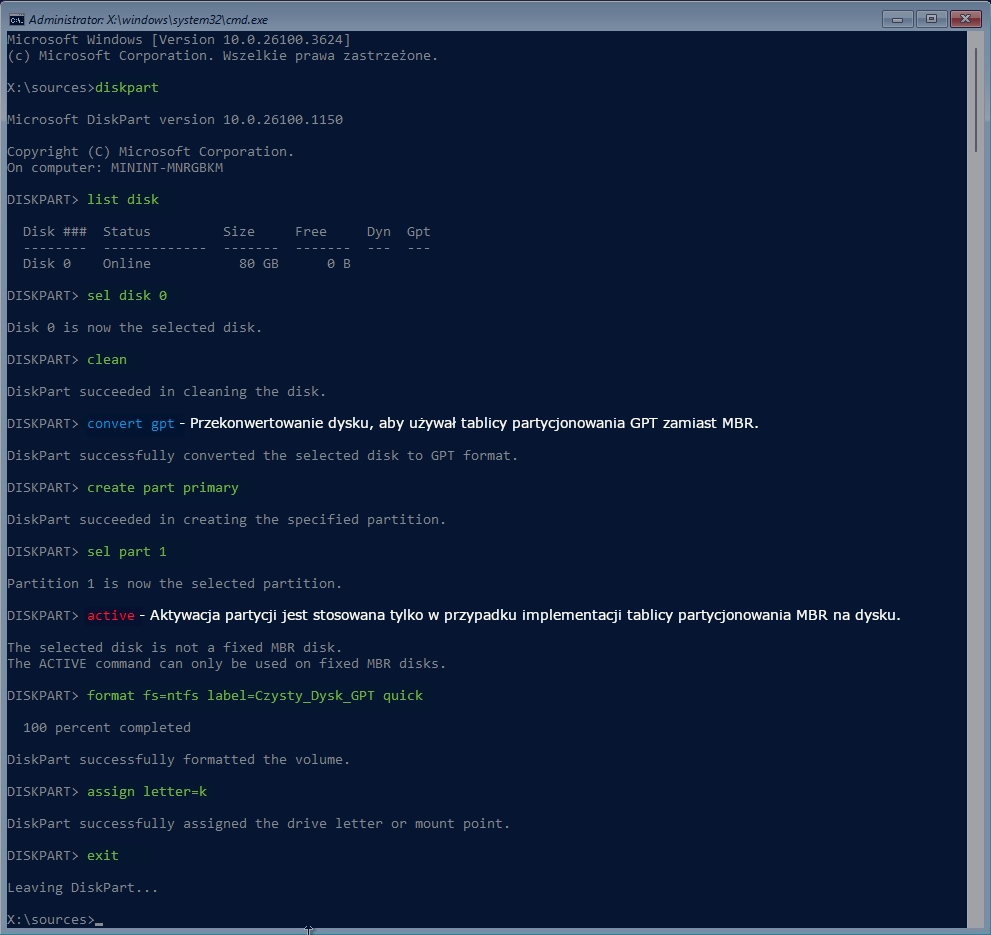 Administrator: X:\windows\system32\cmd.exe
Microsoft Windows [Version 10.0.26100.3624]
(c) Microsoft Corporation. Wszelkie prawa zastrzeżone.
X:\sources>diskpart
Microsoft DiskPart version 10.0.26100.1150
Copyright (C) Microsoft Corporation.
On computer: MININT-MNRGBKM
DISKPART> list disk
  Disk ###  Status         Size     Free     Dyn  Gpt
  --------  -------------  -------  -------  ---  ---
  Disk 0    Online           80 GB      0 B
DISKPART> sel disk 0
Disk 0 is now the selected disk.
DISKPART> clean
DiskPart succeeded in cleaning the disk.
DISKPART> convert gpt - Przekonwertowanie dysku, aby używał tablicy partycjonowania GPT zamiast MBR.
DiskPart successfully converted the selected disk to GPT format.
DISKPART> create part primary
DiskPart succeeded in creating the specified partition.
DISKPART> sel part 1
Partition 1 is now the selected partition.
DISKPART> active - Aktywacja partycji jest stosowana tylko w przypadku implementacji tablicy partycjonowania MBR na dysku.
The selected disk is not a fixed MBR disk.
The ACTIVE command can only be used on fixed MBR disks.
DISKPART> format fs=ntfs label=Czysty_Dysk_GPT quick
  100 percent completed
DiskPart successfully formatted the volume.
DISKPART> assign letter=k
DiskPart successfully assigned the drive letter or mount point.
DISKPART> exit
Leaving DiskPart...
X:\sources>_